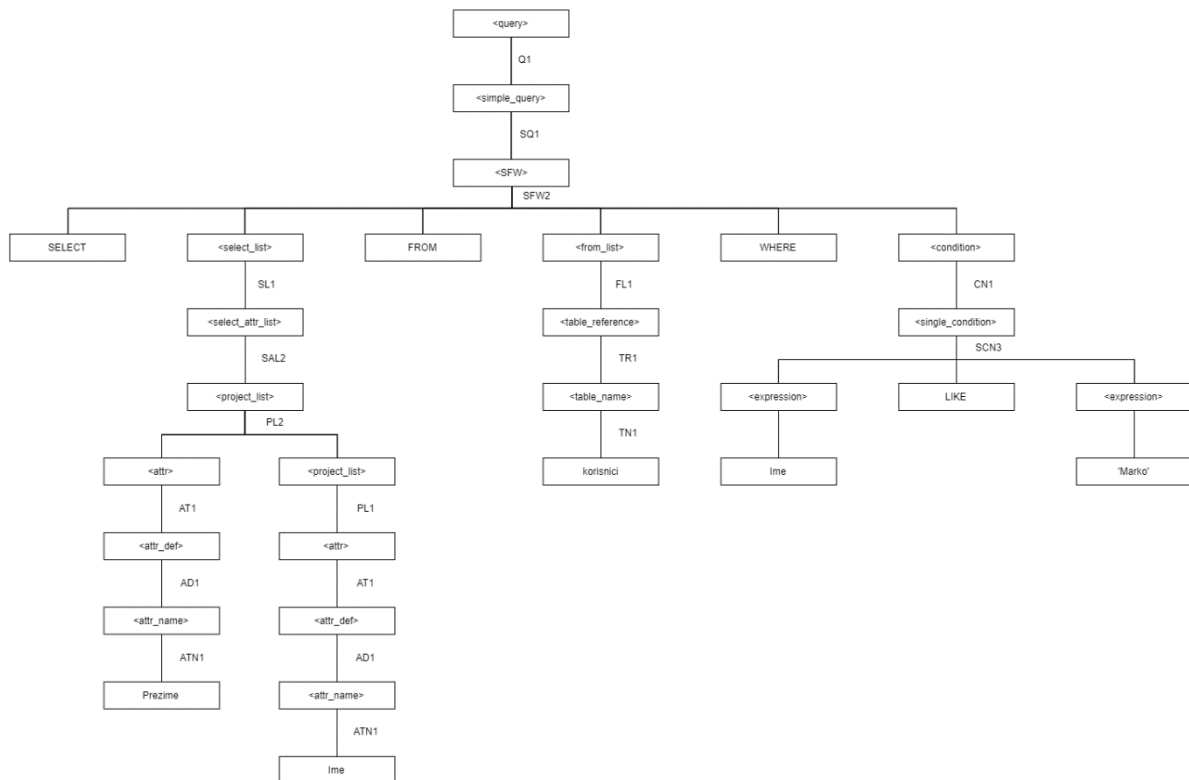 <query>
Q1
<simple_query>
SQ1
<SFW>
SFW2
SELECT
<select_list>
FROM
<from_list>
WHERE
<condition>
SL1
FL1
CN1
<select_attr_list>
<table_reference>
<single_condition>
SAL2
TR1
SCN3
<project_list>
<table_name>
<expression>
LIKE
<expression>
PL2
TN1
<attr>
<project_list>
korisnici
Ime
'Marko'
AT1
PL1
<attr_def>
<attr>
AD1
AT1
<attr_name>
<attr_def>
ATN1
AD1
Prezime
<attr_name>
ATN1
Ime